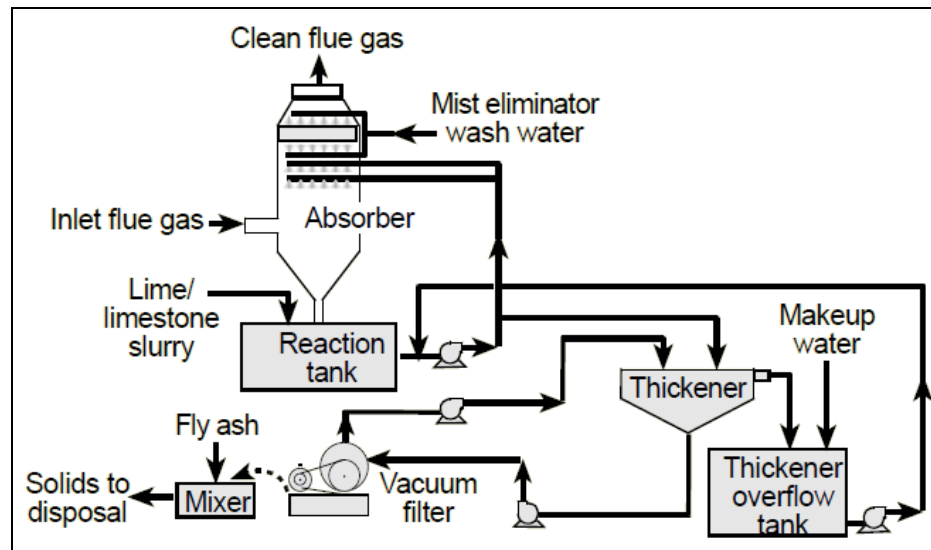 Clean flue gas
Mist eliminator
wash water
Inlet flue gas
Absorber
Lime/
limestone
slurry
Reaction
tank
Makeup
water
Thickener
Fly ash
Solids to
disposal
Mixer
Vacuum
filter
Thickener
overflow
tank